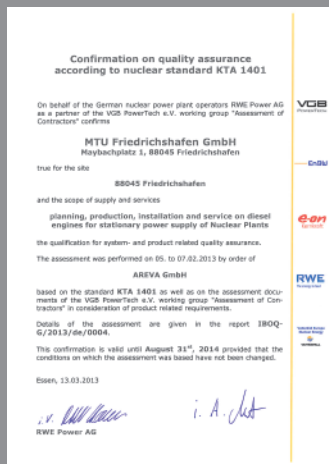 Confirmation on quality assurance
according to nuclear standard KTA 1401
On behalf of the German nuclear power plant operators RWE Power AG
as a partner of the VGB PowerTech e.V. working group "Assessment of
Contractors" confirms
MTU Friedrichshafen GmbH
Maybachplatz 1, 88045 Friedrichshafen
true for the site
88045 Friedrichshafen
and the scope of supply and services
planning, production, installation and service on diesel
engines for stationary power supply of Nuclear Plants
the qualification for system- and product related quality assurance.
The assessment was performed on 05. to 07.02.2013 by order of
AREVA GmbH
based on the standard KTA 1401 as well as on the assessment docu-
ments of the VGB PowerTech e.V. working group "Assessment of Con-
tractors" in consideration of product related requirements.
Details of the assessment are given in the report IBOQ-
G/2013/de/0004.
This confirmation is valid until August 31st, 2014 provided that the
conditions on which the assessment was based have not been changed.
Essen, 13.03.2013
i.V.
i. A.
RWE Power AG
VGB
PowerTech
EnBW
e·on
RWE
VATTENFALL